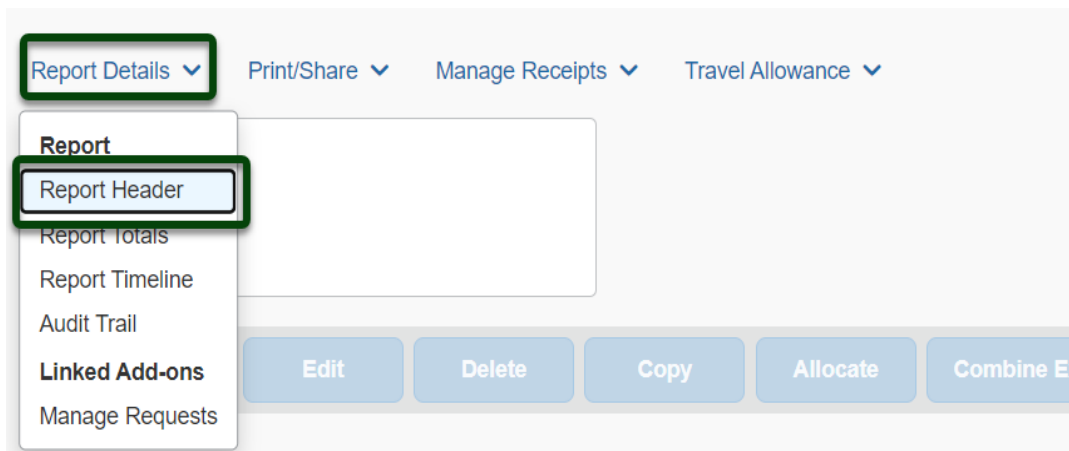 Report Details Print/Share Manage Receipts Travel Allowance
Report
Report Header
Report Totals
Report Timeline
Audit Trail
Linked Add-ons
Edit Delete Copy Allocate Combine E
Manage Requests